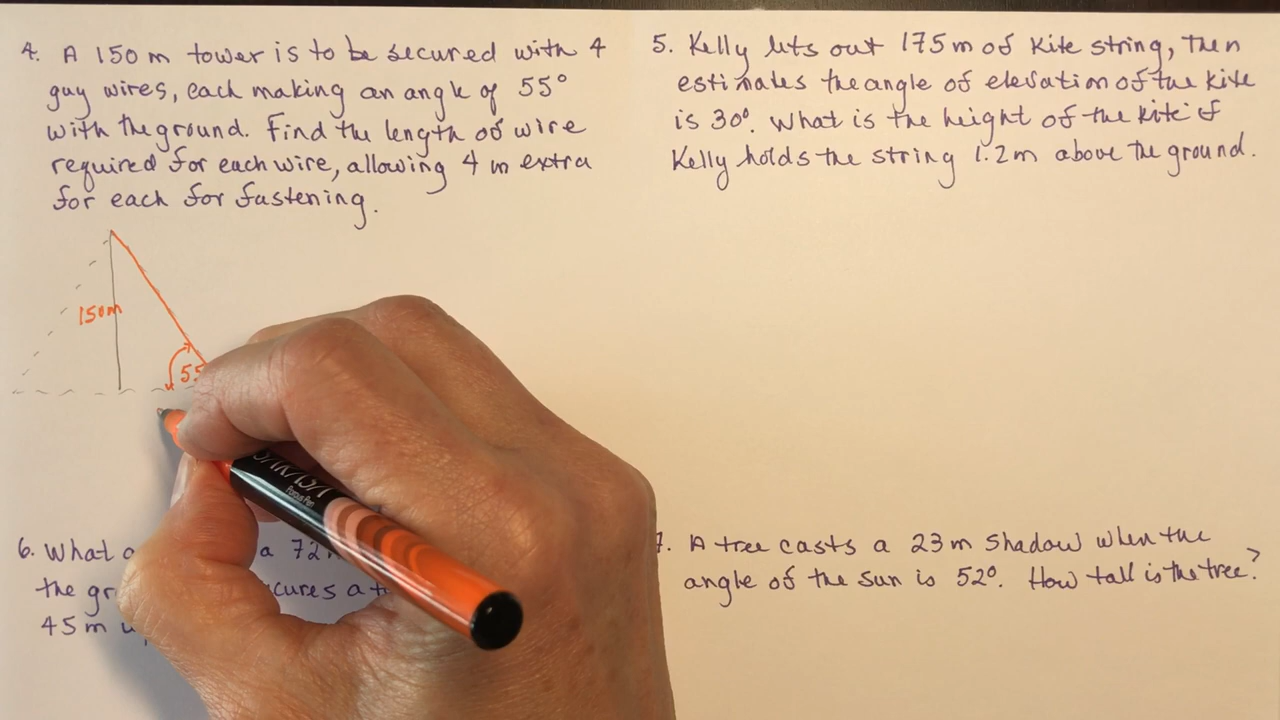 4. A 150 m tower is to be secured with 4
guy wires, each making an angle of 55°
with the ground. Find the length of wire
required for each wire, allowing 4 m extra
for each for fastening.
150m
55
5. Kelly lets out 175 m of kite string, then
estimates the angle of elevation of the kite
is 30°. What is the height of the kite if
Kelly holds the string 1.2 m above the ground.
6. What
a 72
the
cures a
45 m
7. A tree casts a 23 m shadow when the
angle of the sun is 52°. How tall is the tree?
SAKURA
Porous Pen